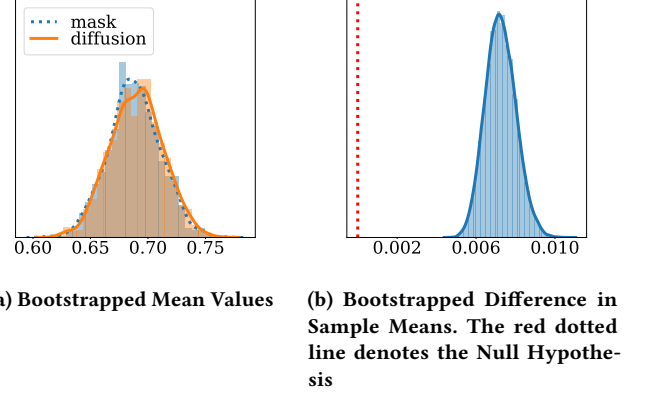 mask
diffusion
0.60 0.65 0.70 0.75
0.002 0.006 0.010
) Bootstrapped Mean Values
(b) Bootstrapped Difference in
Sample Means. The red dotted
line denotes the Null Hypothe-
sis